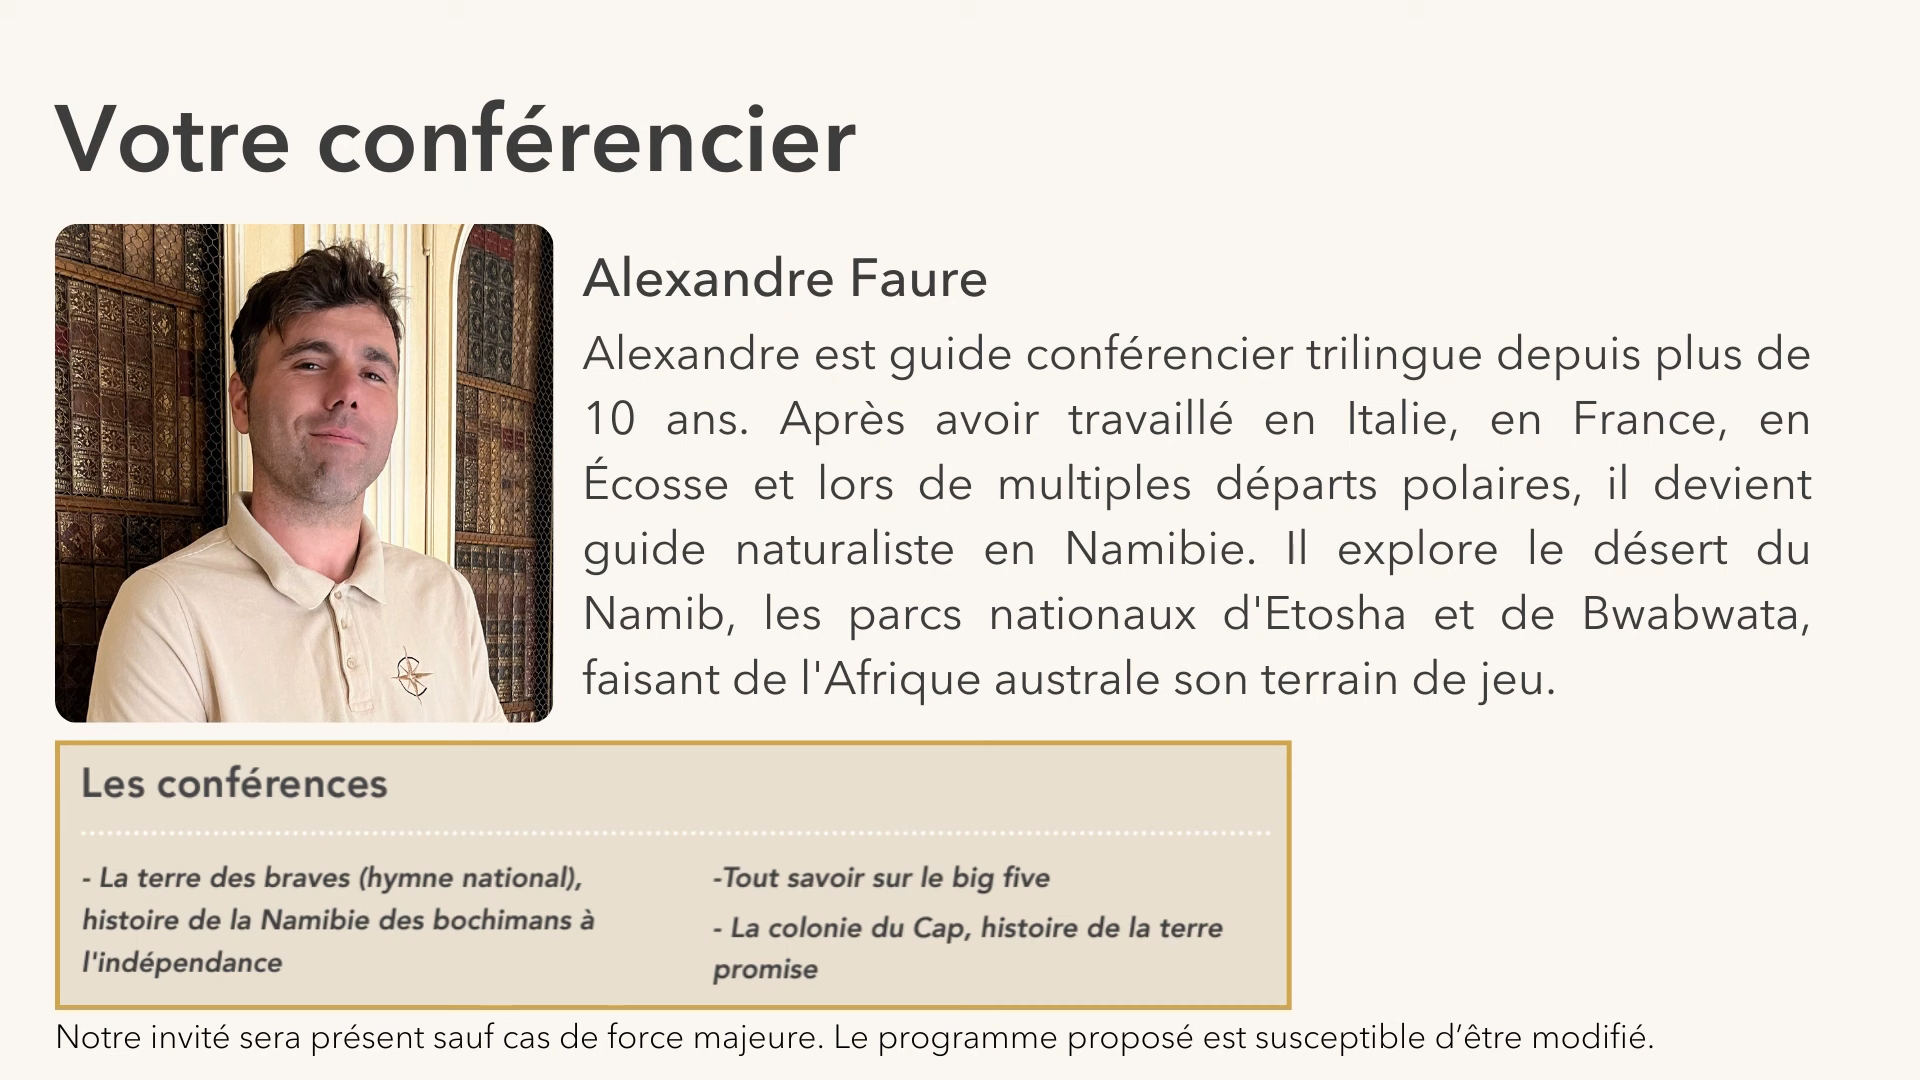 Votre conférencier
Alexandre Faure
Alexandre est guide conférencier trilingue depuis plus de
10 ans. Après avoir travaillé en Italie, en France, en
Écosse et lors de multiples départs polaires, il devient
guide naturaliste en Namibie. Il explore le désert du
Namib, les parcs nationaux d'Etosha et de Bwabwata,
faisant de l'Afrique australe son terrain de jeu.
Les conférences
- La terre des braves (hymne national),
histoire de la Namibie des bochimans à
l'indépendance
-Tout savoir sur le big five
- La colonie du Cap, histoire de la terre
promise
Notre invité sera présent sauf cas de force majeure. Le programme proposé est susceptible d’être modifié.